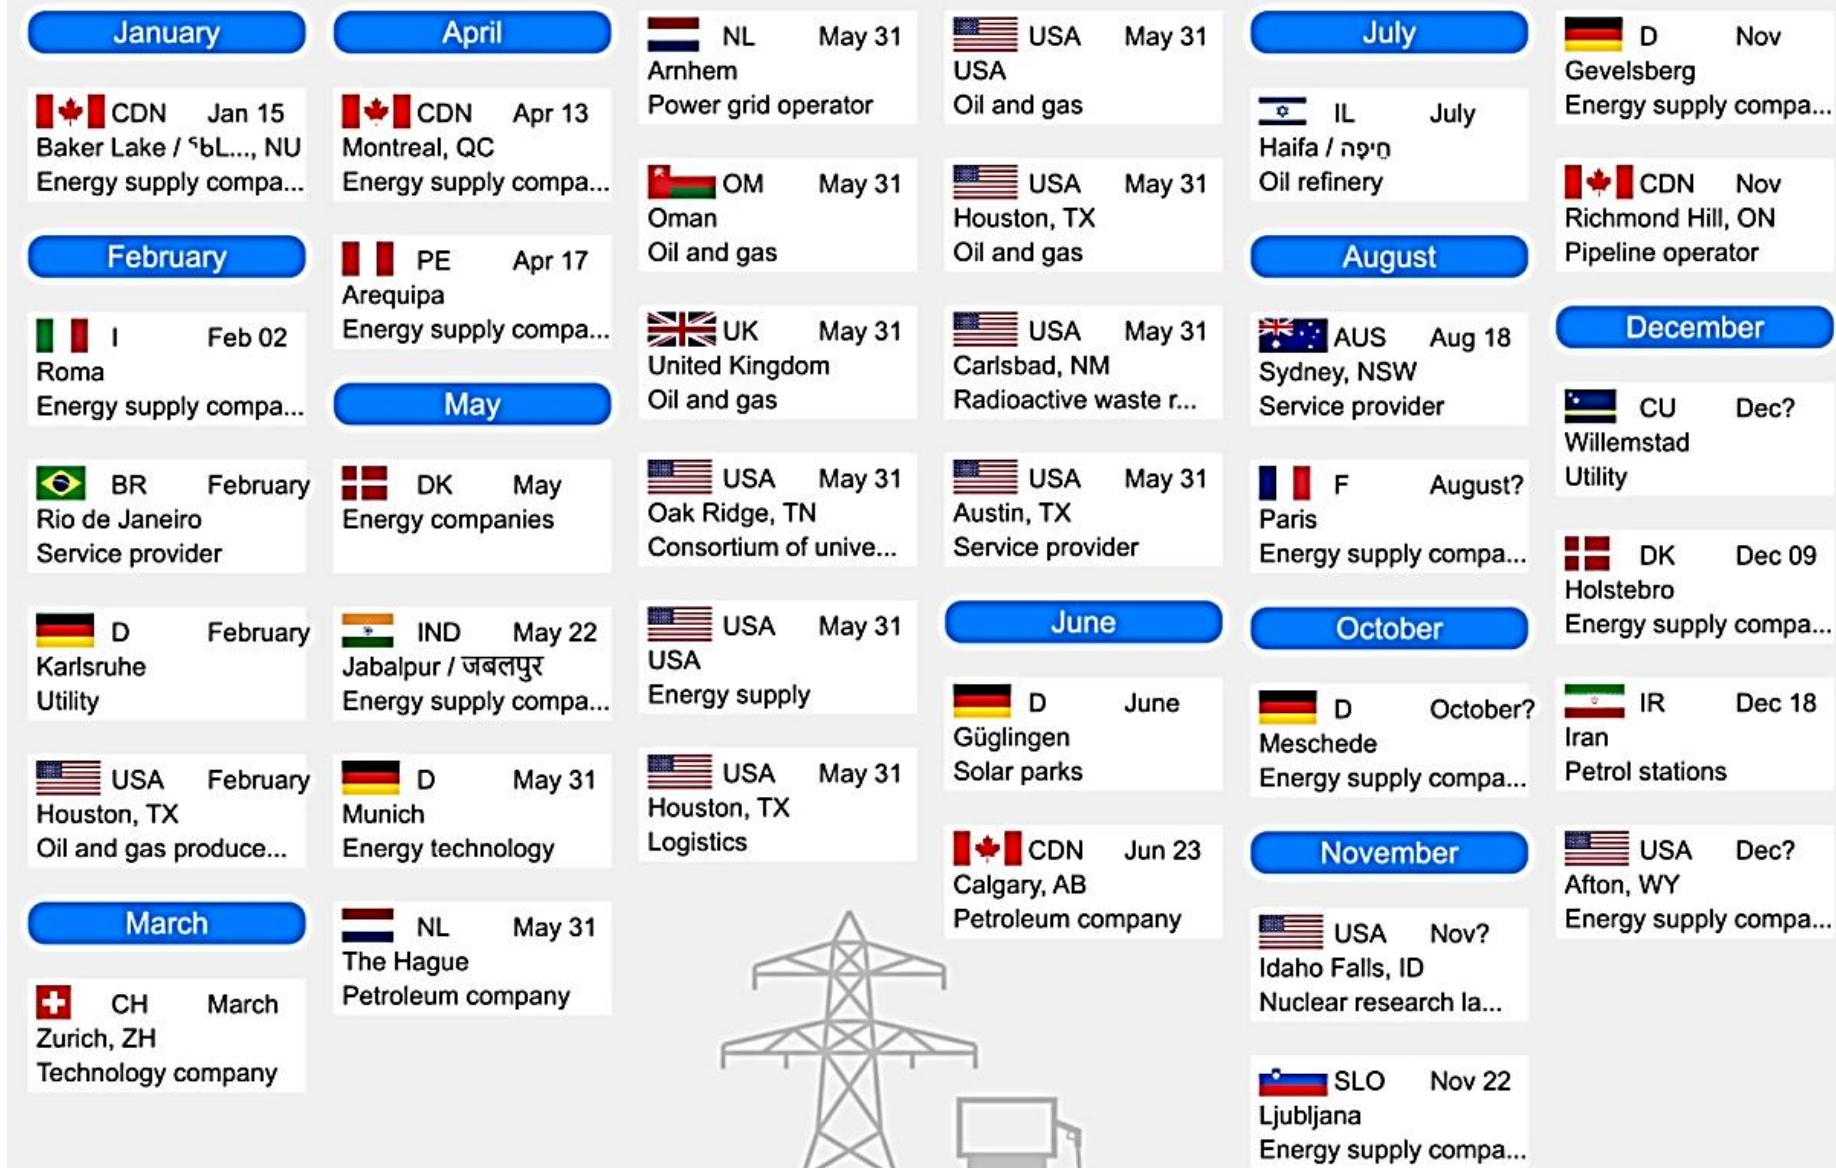 January
CDN Jan 15
Baker Lake / ᖃᒪ..., NU
Energy supply compa...
February
I Feb 02
Roma
Energy supply compa...
BR February
Rio de Janeiro
Service provider
D February
Karlsruhe
Utility
USA February
Houston, TX
Oil and gas produce...
March
CH March
Zurich, ZH
Technology company
April
CDN Apr 13
Montreal, QC
Energy supply compa...
PE Apr 17
Arequipa
Energy supply compa...
May
DK May
Energy companies
IND May 22
Jabalpur / जबलपुर
Energy supply compa...
D May 31
Munich
Energy technology
NL May 31
The Hague
Petroleum company
NL May 31
Arnhem
Power grid operator
OM May 31
Oman
Oil and gas
UK May 31
United Kingdom
Oil and gas
USA May 31
Oak Ridge, TN
Consortium of unive...
USA May 31
USA
Energy supply
USA May 31
Houston, TX
Logistics
USA May 31
USA
Oil and gas
USA May 31
Houston, TX
Oil and gas
USA May 31
Carlsbad, NM
Radioactive waste r...
USA May 31
Austin, TX
Service provider
June
D June
Güglingen
Solar parks
CDN Jun 23
Calgary, AB
Petroleum company
July
IL July
Haifa / חֵיפָה
Oil refinery
August
AUS Aug 18
Sydney, NSW
Service provider
F August?
Paris
Energy supply compa...
October
D October?
Meschede
Energy supply compa...
November
USA Nov?
Idaho Falls, ID
Nuclear research la...
SLO Nov 22
Ljubljana
Energy supply compa...
D Nov
Gevelsberg
Energy supply compa...
CDN Nov
Richmond Hill, ON
Pipeline operator
December
CU Dec?
Willemstad
Utility
DK Dec 09
Holstebro
Energy supply compa...
IR Dec 18
Iran
Petrol stations
USA Dec?
Afton, WY
Energy supply compa...